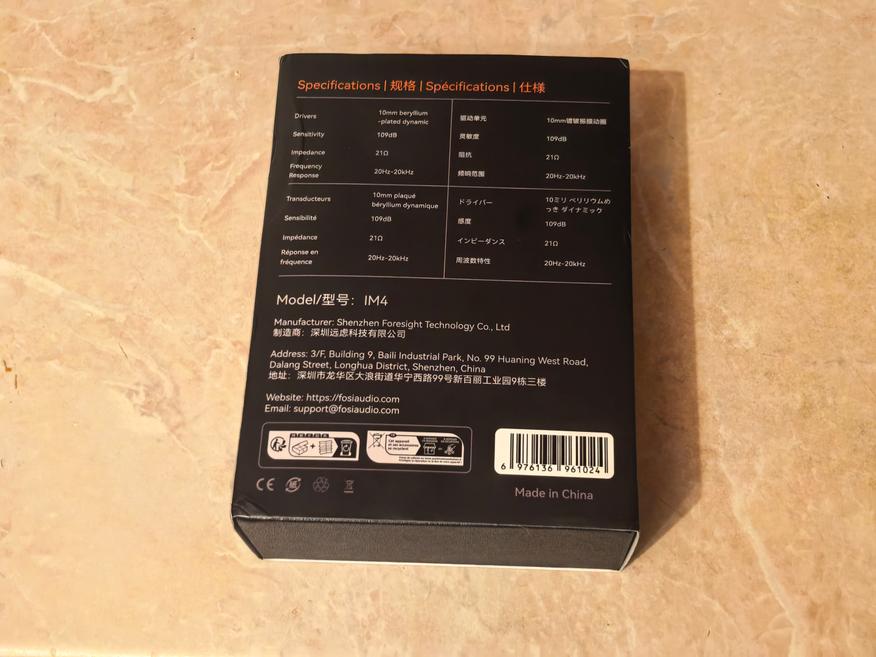 Specifications | 规格 | Spécifications | 仕様
Drivers 10mm beryllium
-plated dynamic
Sensitivity 109dB
Impedance 21Ω
Frequency
Response 20Hz-20kHz
驱动单元 10mm镀铍振膜动圈
灵敏度 109dB
阻抗 21Ω
频响范围 20Hz-20kHz
Transducteurs 10mm plaqué
béryllium dynamique
Sensibilité 109dB
Impédance 21Ω
Réponse en
fréquence 20Hz-20kHz
ドライバー 10ミリ ベリリウムめ
っき ダイナミック
感度 109dB
インピーダンス 21Ω
周波数特性 20Hz-20kHz
Model/型号: IM4
Manufacturer: Shenzhen Foresight Technology Co., Ltd
制造商: 深圳远虑科技有限公司
Address: 3/F, Building 9, Baili Industrial Park, No. 99 Huaning West Road,
Dalang Street, Longhua District, Shenzhen, China
地址: 深圳市龙华区大浪街道华宁西路99号新百丽工业园9栋三楼
Website: https://fosiaudio.com
Email: support@fosiaudio.com
FR
Cet appareil
et ses accessoires
se recyclent
6 976136 961024
CE
Made in China